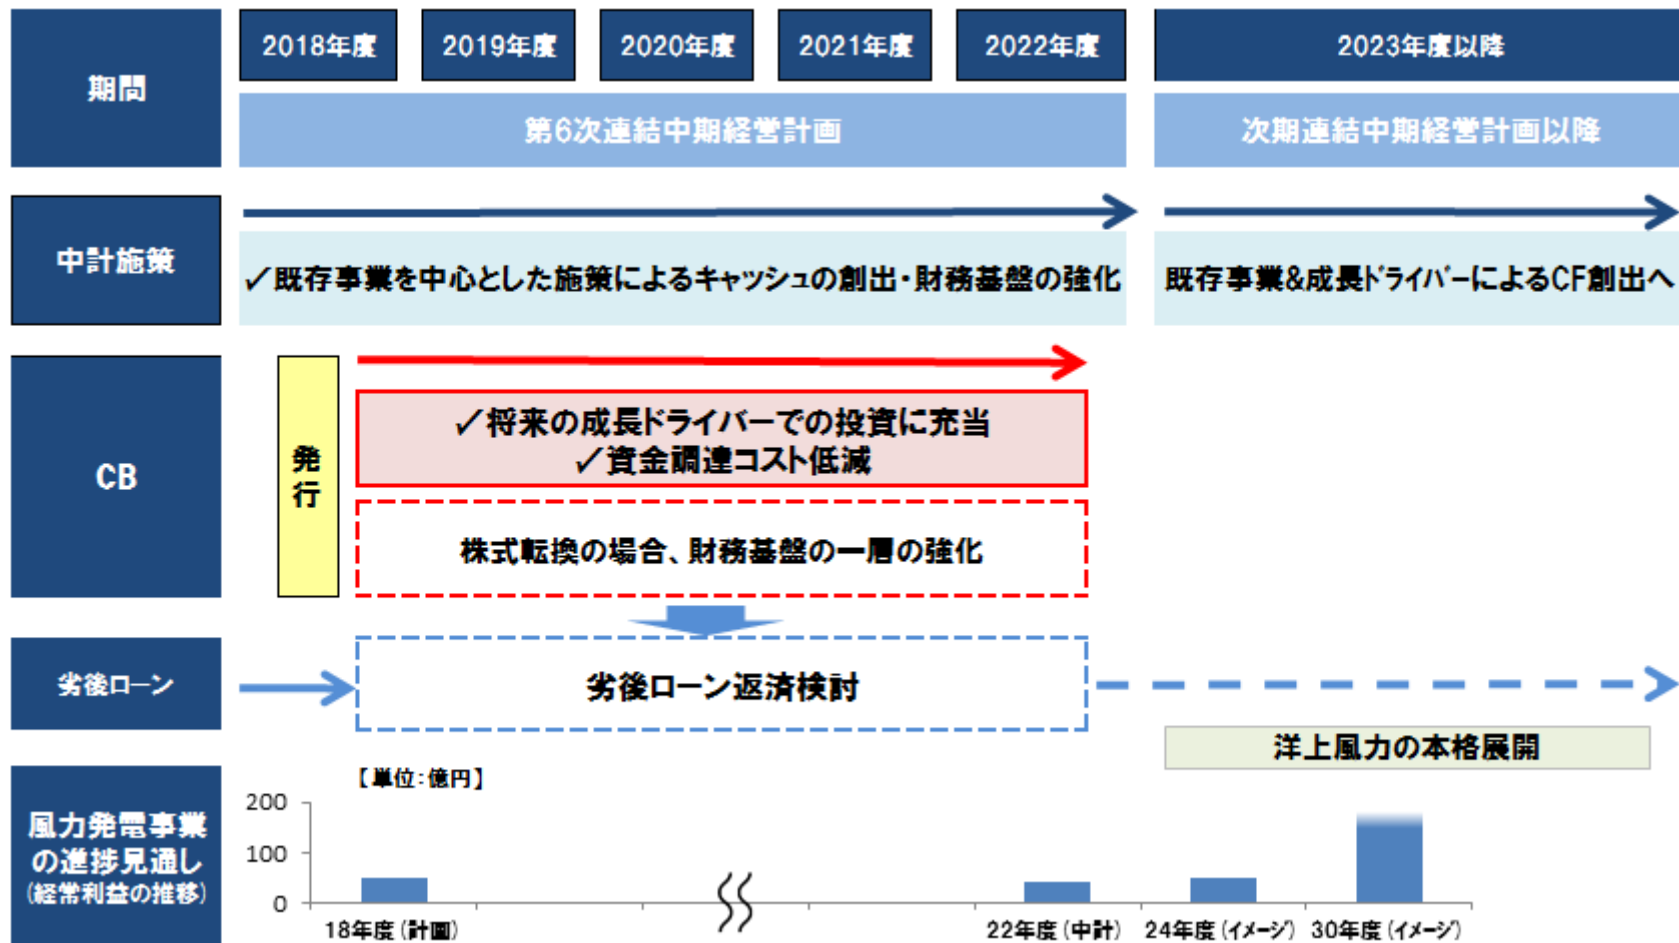 期間
2018年度
2019年度
2020年度
2021年度
2022年度
2023年度以降
第6次連結中期経営計画
次期連結中期経営計画以降
中計施策
✓既存事業を中心とした施策によるキャッシュの創出・財務基盤の強化
既存事業&成長ドライバーによるCF創出へ
CB
発
行
✓将来の成長ドライバーでの投資に充当
✓資金調達コスト低減
株式転換の場合、財務基盤の一層の強化
劣後ローン
劣後ローン返済検討
洋上風力の本格展開
風力発電事業
の進捗見通し
(経常利益の推移)
【単位:億円】
200
100
0
18年度(計画)
22年度(中計)
24年度(イメージ)
30年度(イメージ)